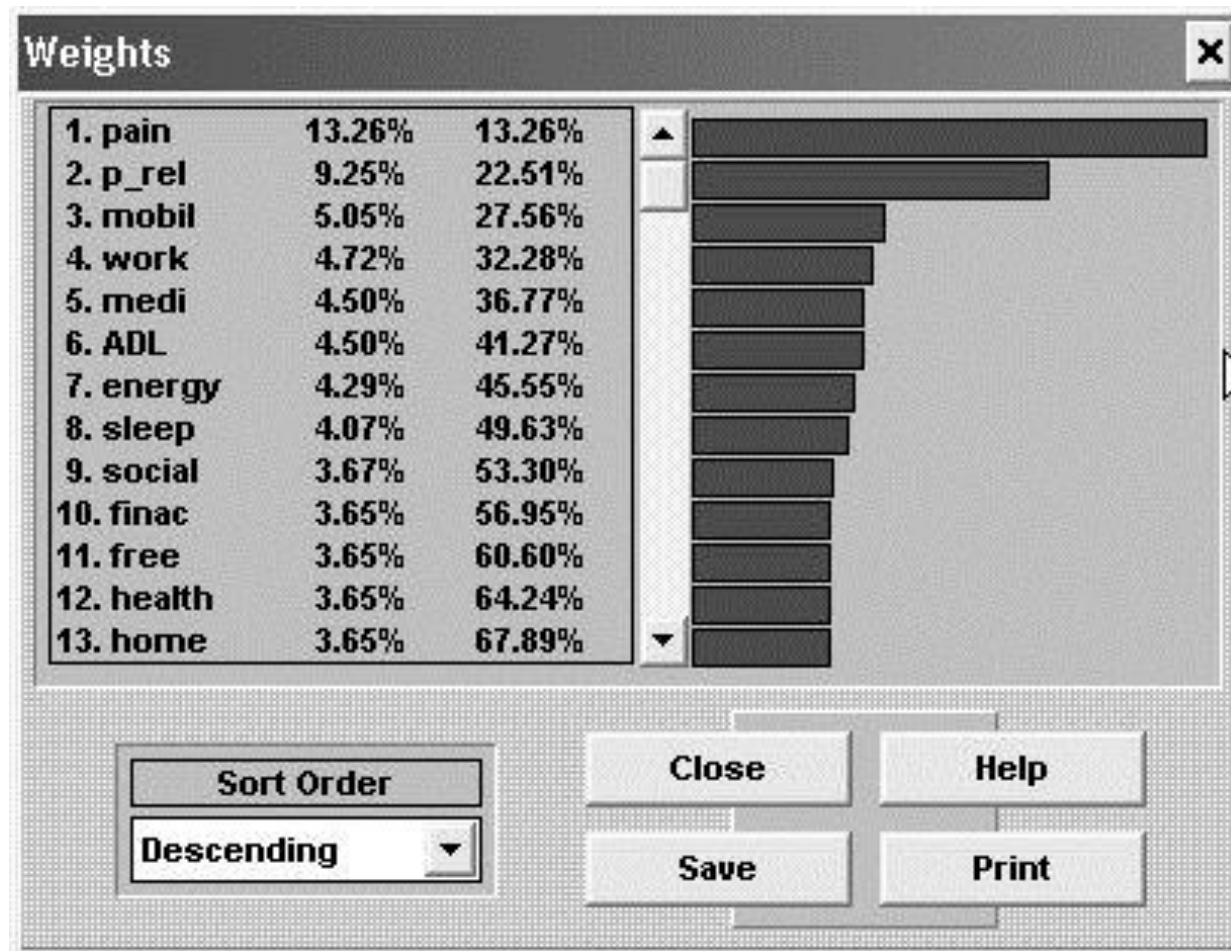 Weights
1. pain 13.26% 13.26%
2. p_rel 9.25% 22.51%
3. mobil 5.05% 27.56%
4. work 4.72% 32.28%
5. medi 4.50% 36.77%
6. ADL 4.50% 41.27%
7. energy 4.29% 45.55%
8. sleep 4.07% 49.63%
9. social 3.67% 53.30%
10. finac 3.65% 56.95%
11. free 3.65% 60.60%
12. health 3.65% 64.24%
13. home 3.65% 67.89%
Sort Order
Descending
Close Help
Save Print